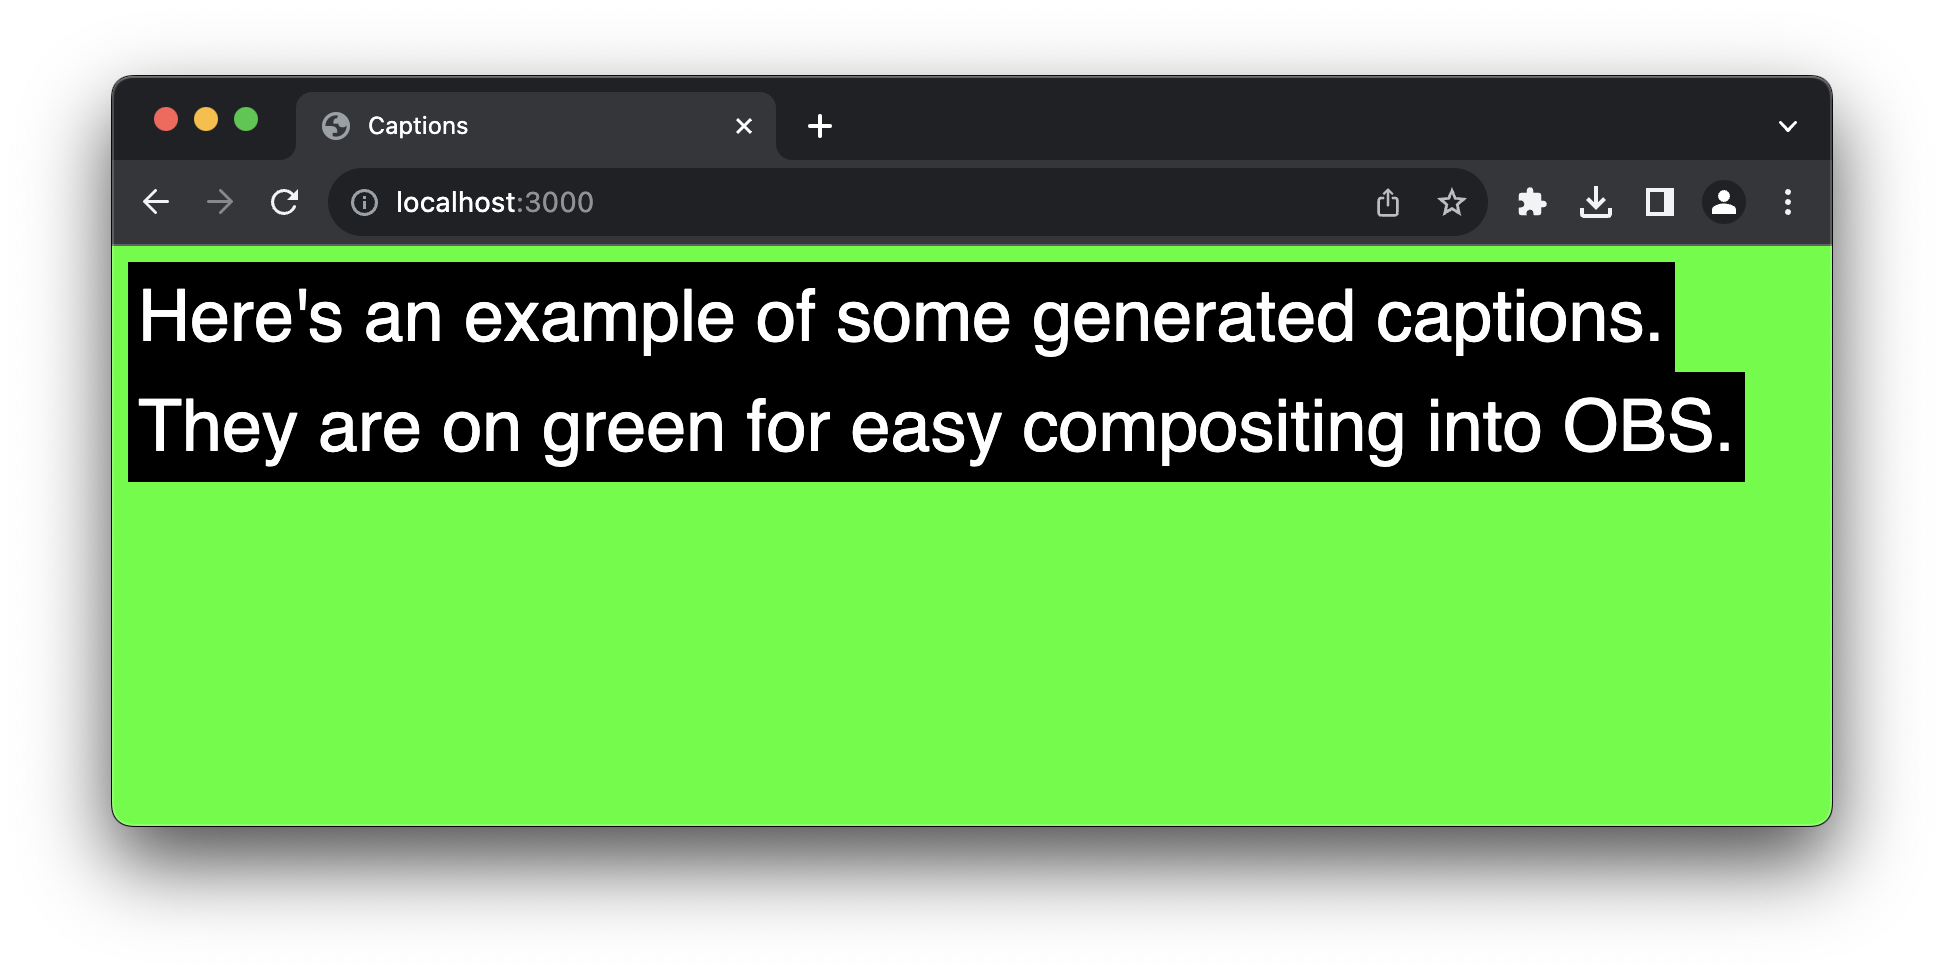 Captions
localhost:3000
Here's an example of some generated captions.
They are on green for easy compositing into OBS.